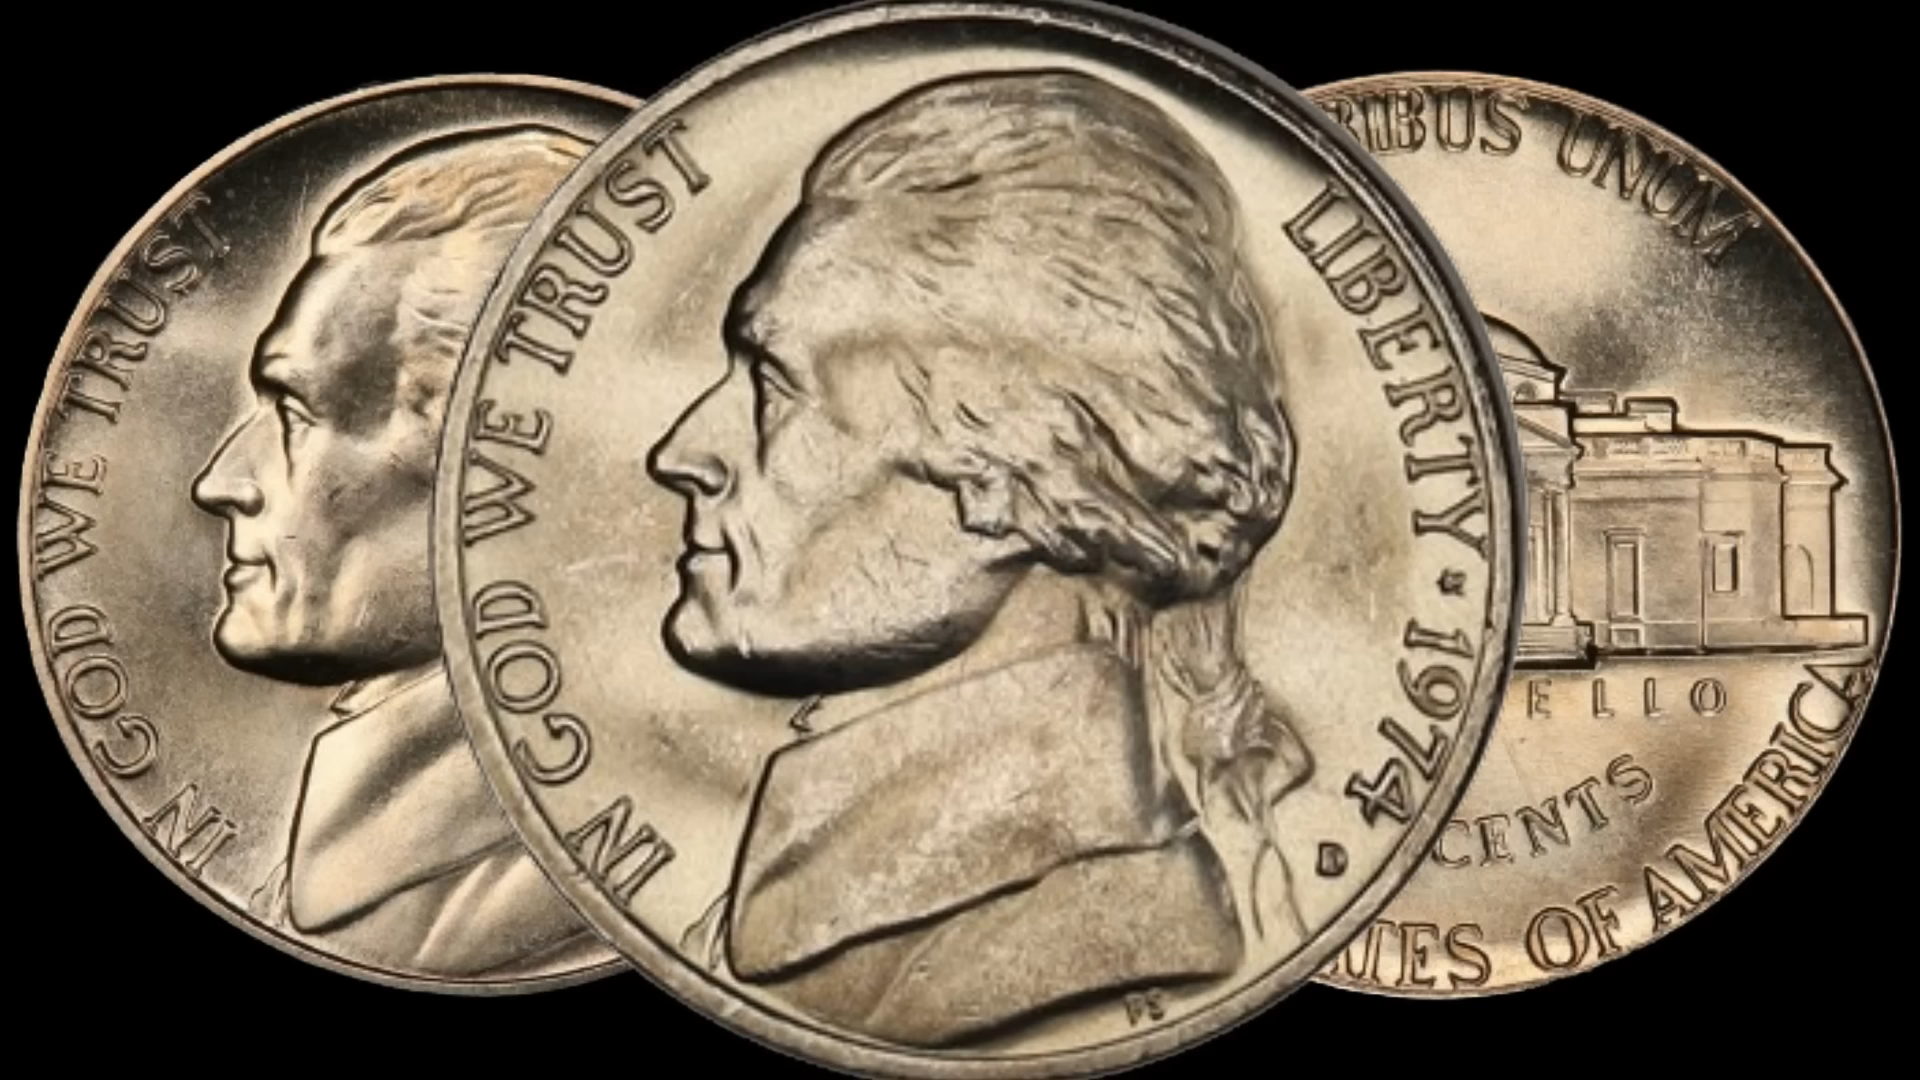 IN GOD WE TRUST
IN GOD WE TRUST
LIBERTY · 1974
D
FS
RIBUS UNUM
ELLO
CENTS
TES OF AMERICA